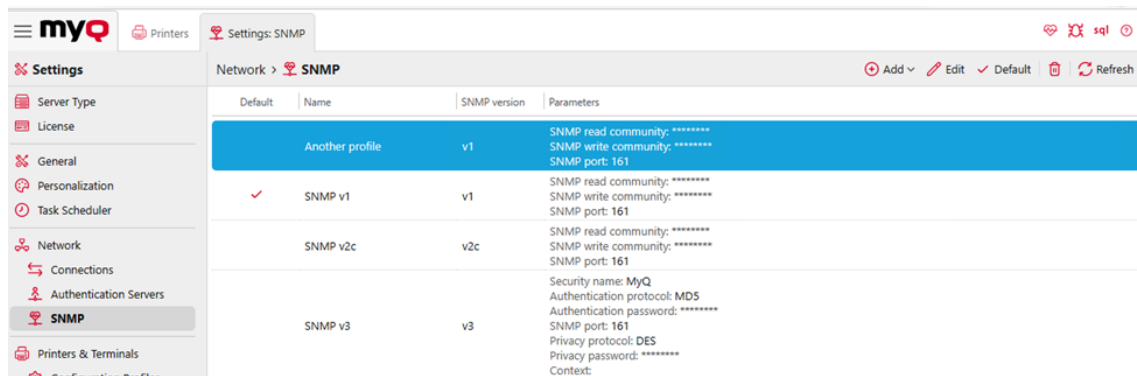 myQ
Printers
Settings: SNMP
sql
Settings
Network > SNMP
Add
Edit
Default
Refresh
Server Type
License
General
Personalization
Task Scheduler
Network
Connections
Authentication Servers
SNMP
Printers & Terminals
Configuration Profiles
Default Name SNMP version Parameters
Another profile v1
SNMP read community: ********
SNMP write community: ********
SNMP port: 161
SNMP v1 v1
SNMP read community: ********
SNMP write community: ********
SNMP port: 161
SNMP v2c v2c
SNMP read community: ********
SNMP write community: ********
SNMP port: 161
SNMP v3 v3
Security name: MyQ
Authentication protocol: MD5
Authentication password: ********
SNMP port: 161
Privacy protocol: DES
Privacy password: ********
Context: